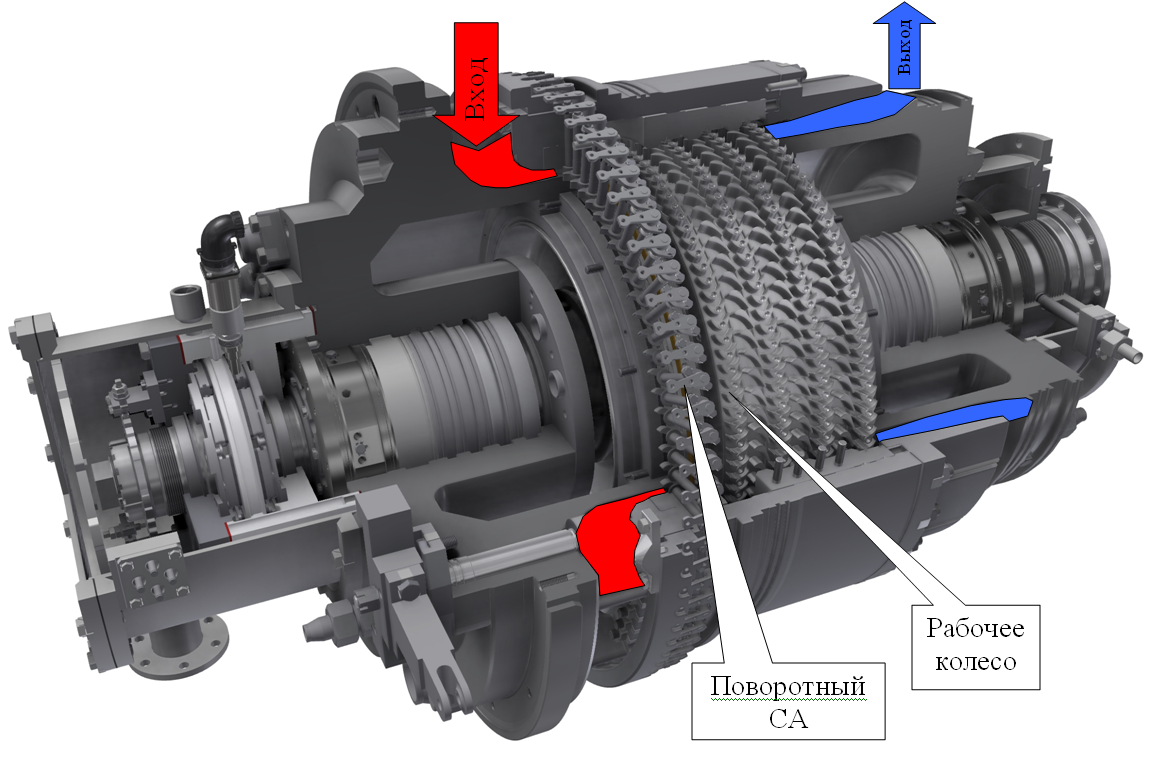 Вход
Выход
Рабочее
колесо
Поворотный
СА